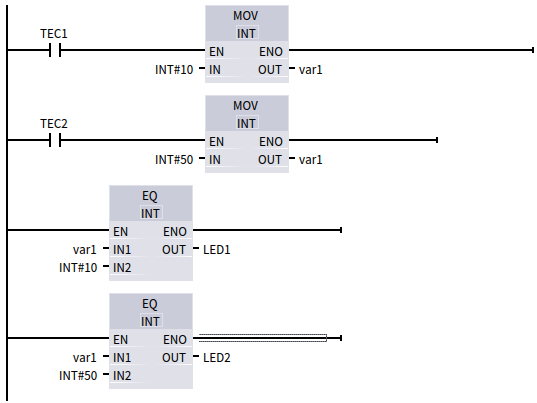 TEC1
MOV
INT
EN ENO
INT#10 IN OUT var1
TEC2
MOV
INT
EN ENO
INT#50 IN OUT var1
EQ
INT
EN ENO
var1 IN1 OUT LED1
INT#10 IN2
EQ
INT
EN ENO
var1 IN1 OUT LED2
INT#50 IN2